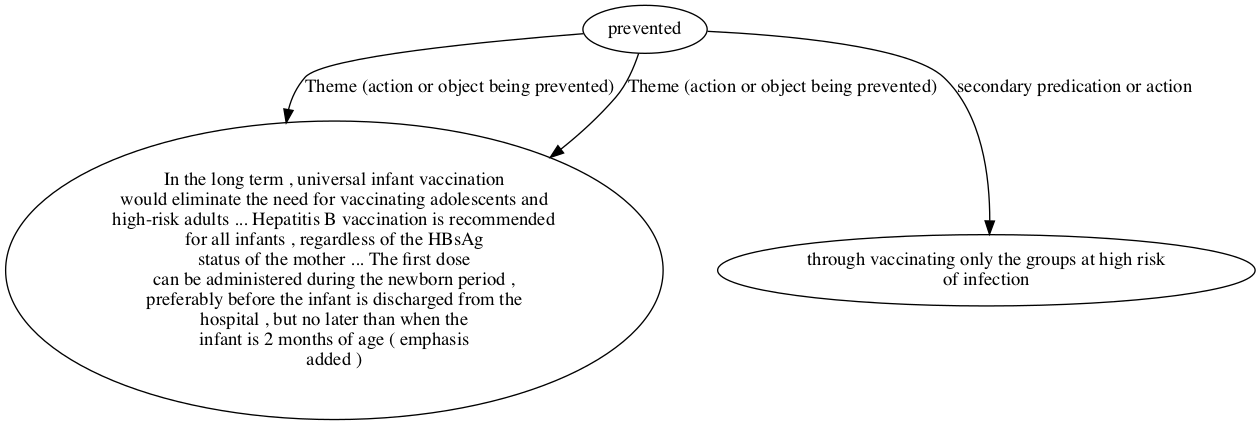 prevented
Theme (action or object being prevented)
Theme (action or object being prevented)
secondary predication or action
In the long term , universal infant vaccination
would eliminate the need for vaccinating adolescents and
high-risk adults ... Hepatitis B vaccination is recommended
for all infants , regardless of the HBsAg
status of the mother ... The first dose
can be administered during the newborn period ,
preferably before the infant is discharged from the
hospital , but no later than when the
infant is 2 months of age ( emphasis
added )
through vaccinating only the groups at high risk
of infection